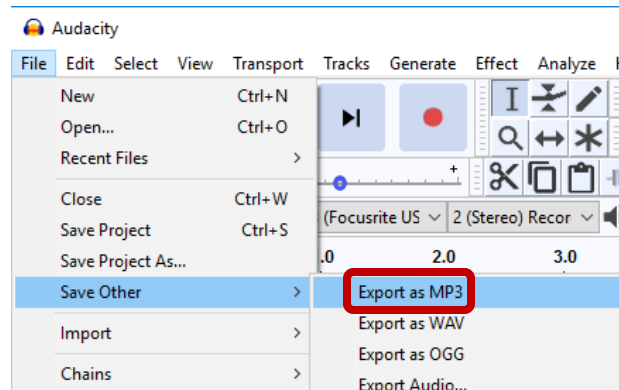 Audacity
File Edit Select View Transport Tracks Generate Effect Analyze
New Ctrl+N
Open... Ctrl+O
Recent Files >
Close Ctrl+W
Save Project Ctrl+S
Save Project As...
Save Other >
Import >
Chains >
(Focusrite US 2 (Stereo) Recor
.0 2.0 3.0
Export as MP3
Export as WAV
Export as OGG
Export Audio...